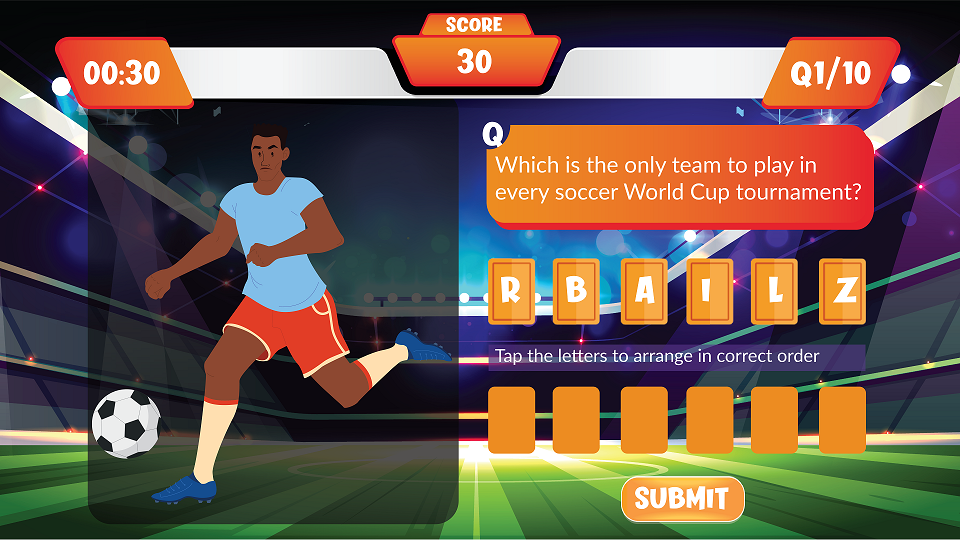 SCORE
00:30
30
Q1/10
Q
Which is the only team to play in
every soccer World Cup tournament?
R B A I L Z
Tap the letters to arrange in correct order
SUBMIT